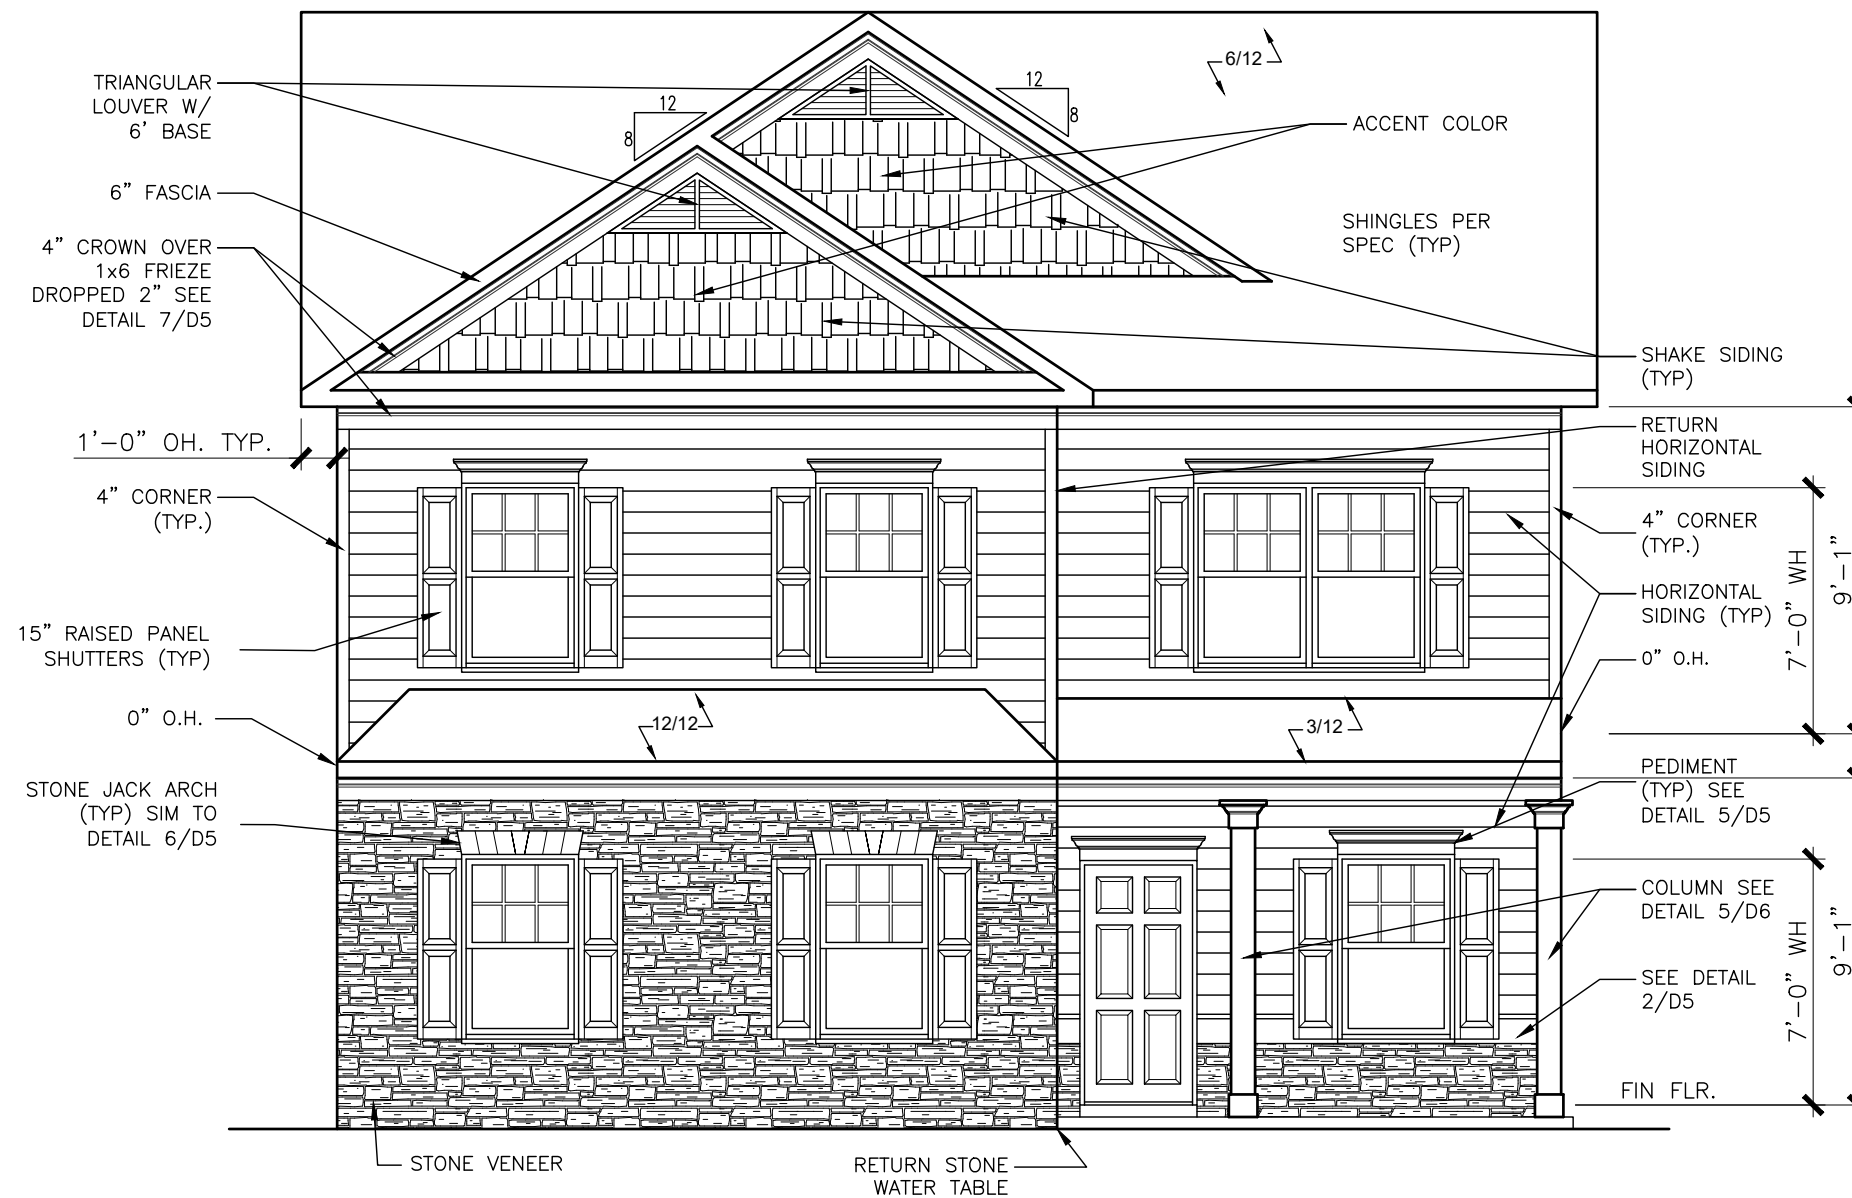 TRIANGULAR
LOUVER W/
6' BASE
6" FASCIA
4" CROWN OVER
1x6 FRIEZE
DROPPED 2" SEE
DETAIL 7/D5
1'-0" OH. TYP.
4" CORNER
(TYP.)
15" RAISED PANEL
SHUTTERS (TYP)
0" O.H.
STONE JACK ARCH
(TYP) SIM TO
DETAIL 6/D5
STONE VENEER
RETURN STONE
WATER TABLE
12
8
12
8
6/12
12/12
3/12
ACCENT COLOR
SHINGLES PER
SPEC (TYP)
SHAKE SIDING
(TYP)
RETURN
HORIZONTAL
SIDING
4" CORNER
(TYP.)
HORIZONTAL
SIDING (TYP)
0" O.H.
PEDIMENT
(TYP) SEE
DETAIL 5/D5
COLUMN SEE
DETAIL 5/D6
SEE DETAIL
2/D5
FIN FLR.
7'-0" WH
9'-1"
7'-0" WH
9'-1"